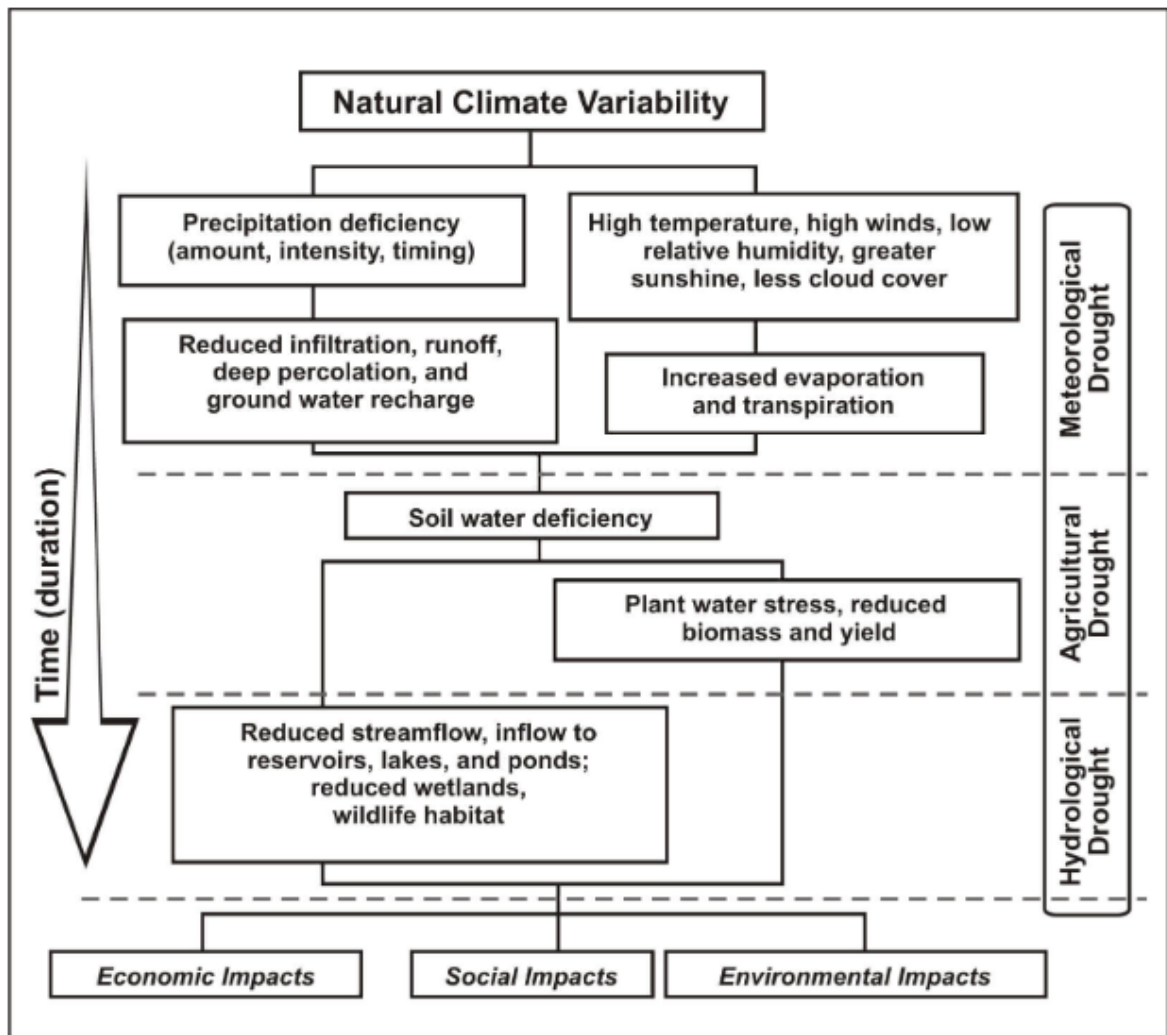 Natural Climate Variability
Precipitation deficiency
(amount, intensity, timing)
High temperature, high winds, low
relative humidity, greater
sunshine, less cloud cover
Reduced infiltration, runoff,
deep percolation, and
ground water recharge
Increased evaporation
and transpiration
Meteorological
Drought
Time (duration)
Soil water deficiency
Plant water stress, reduced
biomass and yield
Agricultural
Drought
Reduced streamflow, inflow to
reservoirs, lakes, and ponds;
reduced wetlands,
wildlife habitat
Hydrological
Drought
Economic Impacts
Social Impacts
Environmental Impacts